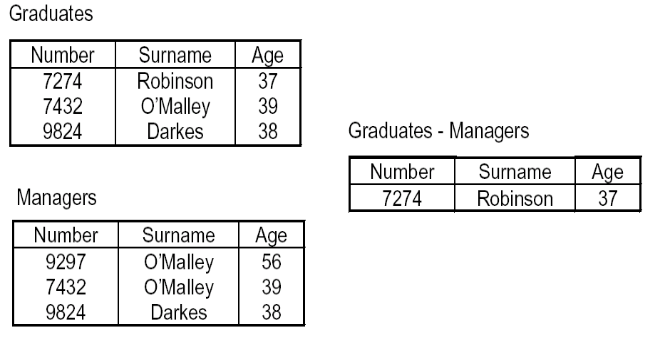 Graduates
Number Surname Age
7274 Robinson 37
7432 O'Malley 39
9824 Darkes 38
Managers
Number Surname Age
9297 O'Malley 56
7432 O'Malley 39
9824 Darkes 38
Graduates - Managers
Number Surname Age
7274 Robinson 37